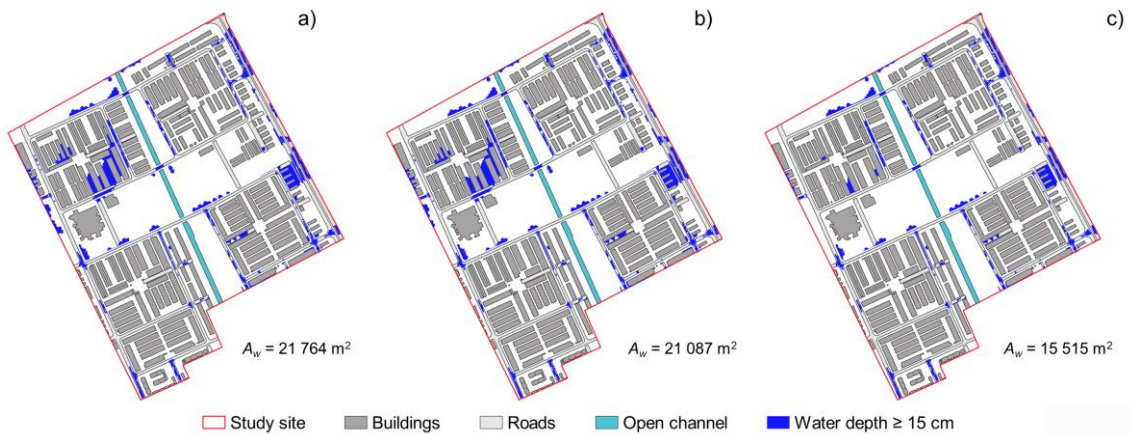 a)
b)
c)
A_w = 21 764 m²
A_w = 21 087 m²
A_w = 15 515 m²
Study site
Buildings
Roads
Open channel
Water depth ≥ 15 cm